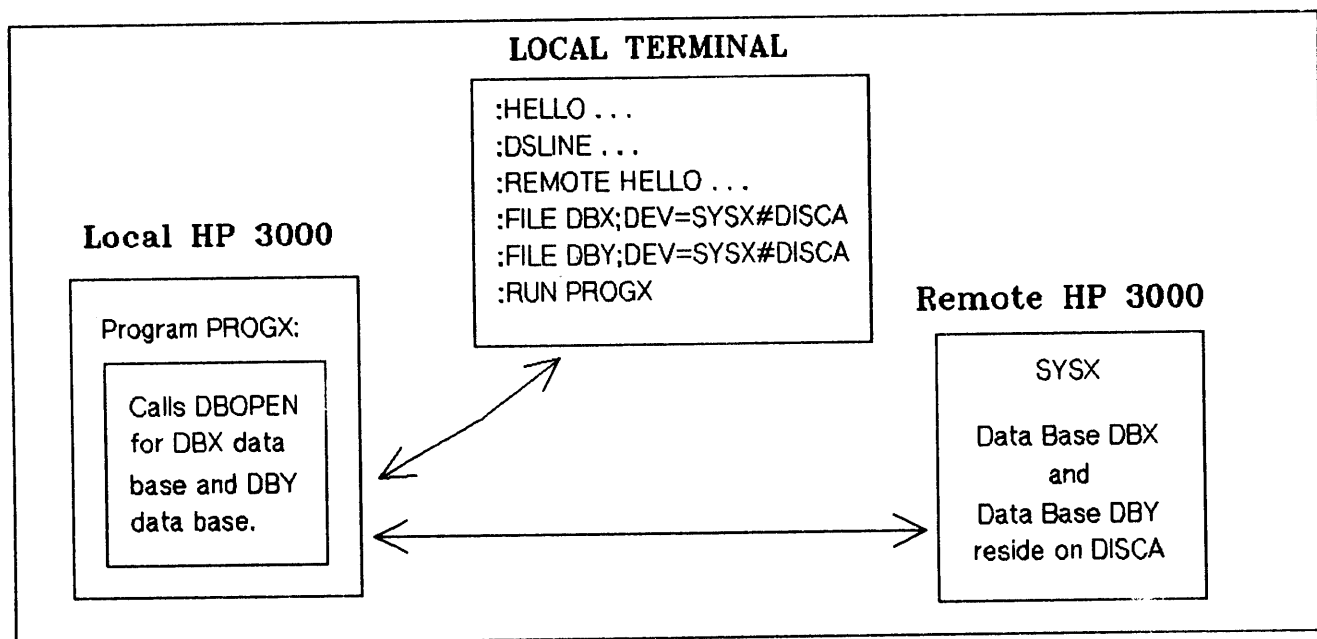 LOCAL TERMINAL
:HELLO . . .
:DSLINE . . .
:REMOTE HELLO . . .
:FILE DBX;DEV=SYSX#DISCA
:FILE DBY;DEV=SYSX#DISCA
:RUN PROGX
Local HP 3000
Program PROGX:
Calls DBOPEN
for DBX data
base and DBY
data base.
Remote HP 3000
SYSX
Data Base DBX
and
Data Base DBY
reside on DISCA